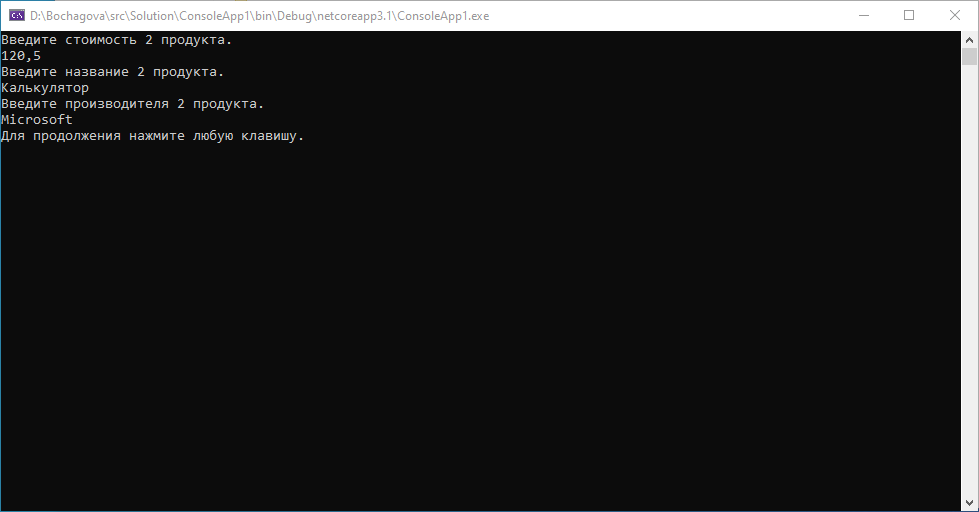 D:\Bochagova\src\Solution\ConsoleApp1\bin\Debug\netcoreapp3.1\ConsoleApp1.exe
Введите стоимость 2 продукта.
120,5
Введите название 2 продукта.
Калькулятор
Введите производителя 2 продукта.
Microsoft
Для продолжения нажмите любую клавишу.